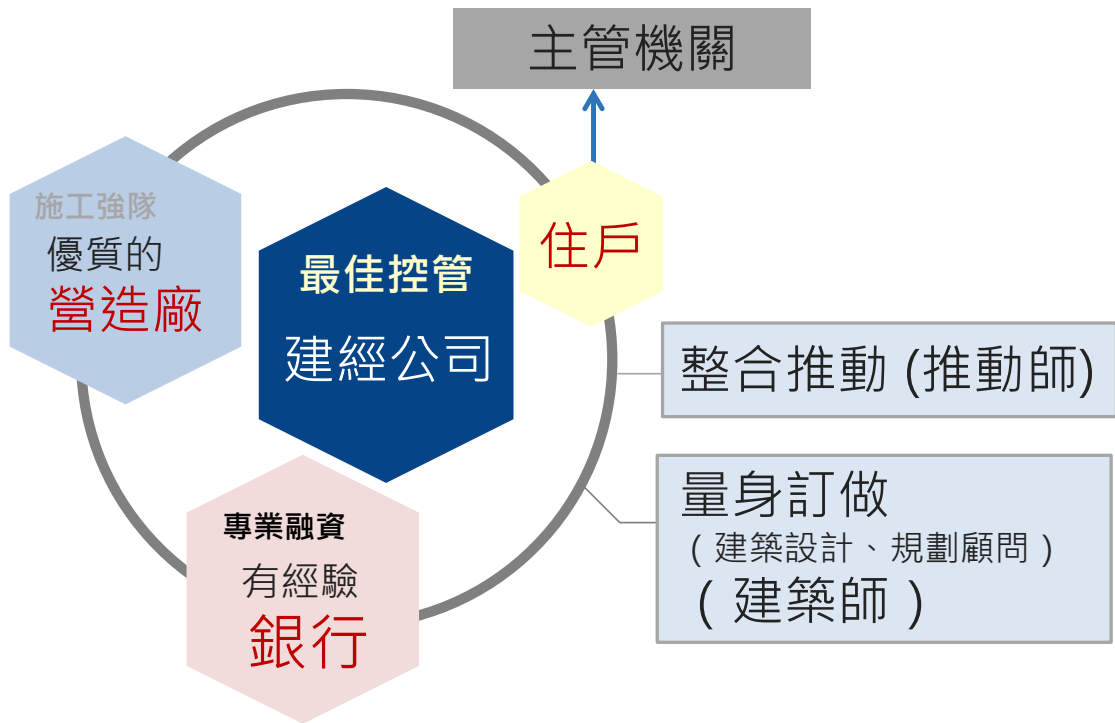 主管機關
施工強隊
優質的
營造廠
最佳控管
建經公司
住戶
整合推動 (推動師)
量身訂做
( 建築設計、規劃顧問 )
( 建築師 )
專業融資
有經驗
銀行